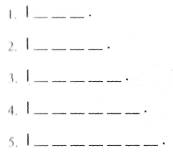 1. I _ _ _ .
2. I _ _ _ _ .
3. I _ _ _ _ _ .
4. I _ _ _ _ _ _ .
5. I _ _ _ _ _ _ _ .